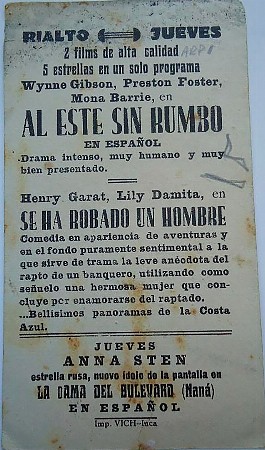 RIALTO JUEVES
2 films de alta salidad
5 estrellas en un solo programa
Wynne Gibson, Preston Foster,
Mona Barrie, en
AL ESTE SIN RUMBO
EN ESPAÑOL
Drama intenso, muy humano y muy
bien presentado.
Henry Garat, Lily Damita, en
SE HA ROBADO UN HOMBRE
Comedia en apariencia de aventuras y
en el fondo puramente sentimental a la
que sirve de trama la leve anécdota del
rapto de un banquero, utilizando como
señuelo una hermosa mujer que con-
cluye por enamorarse del raptado.
...Bellísimos panoramas de la Costa
Azul.
JUEVES
ANNA STEN
estrella rusa, nuevo ídolo de la pantalla en
LA DAMA DEL BULEVARD (Naná)
EN ESPAÑOL
Imp. VICH-Inca